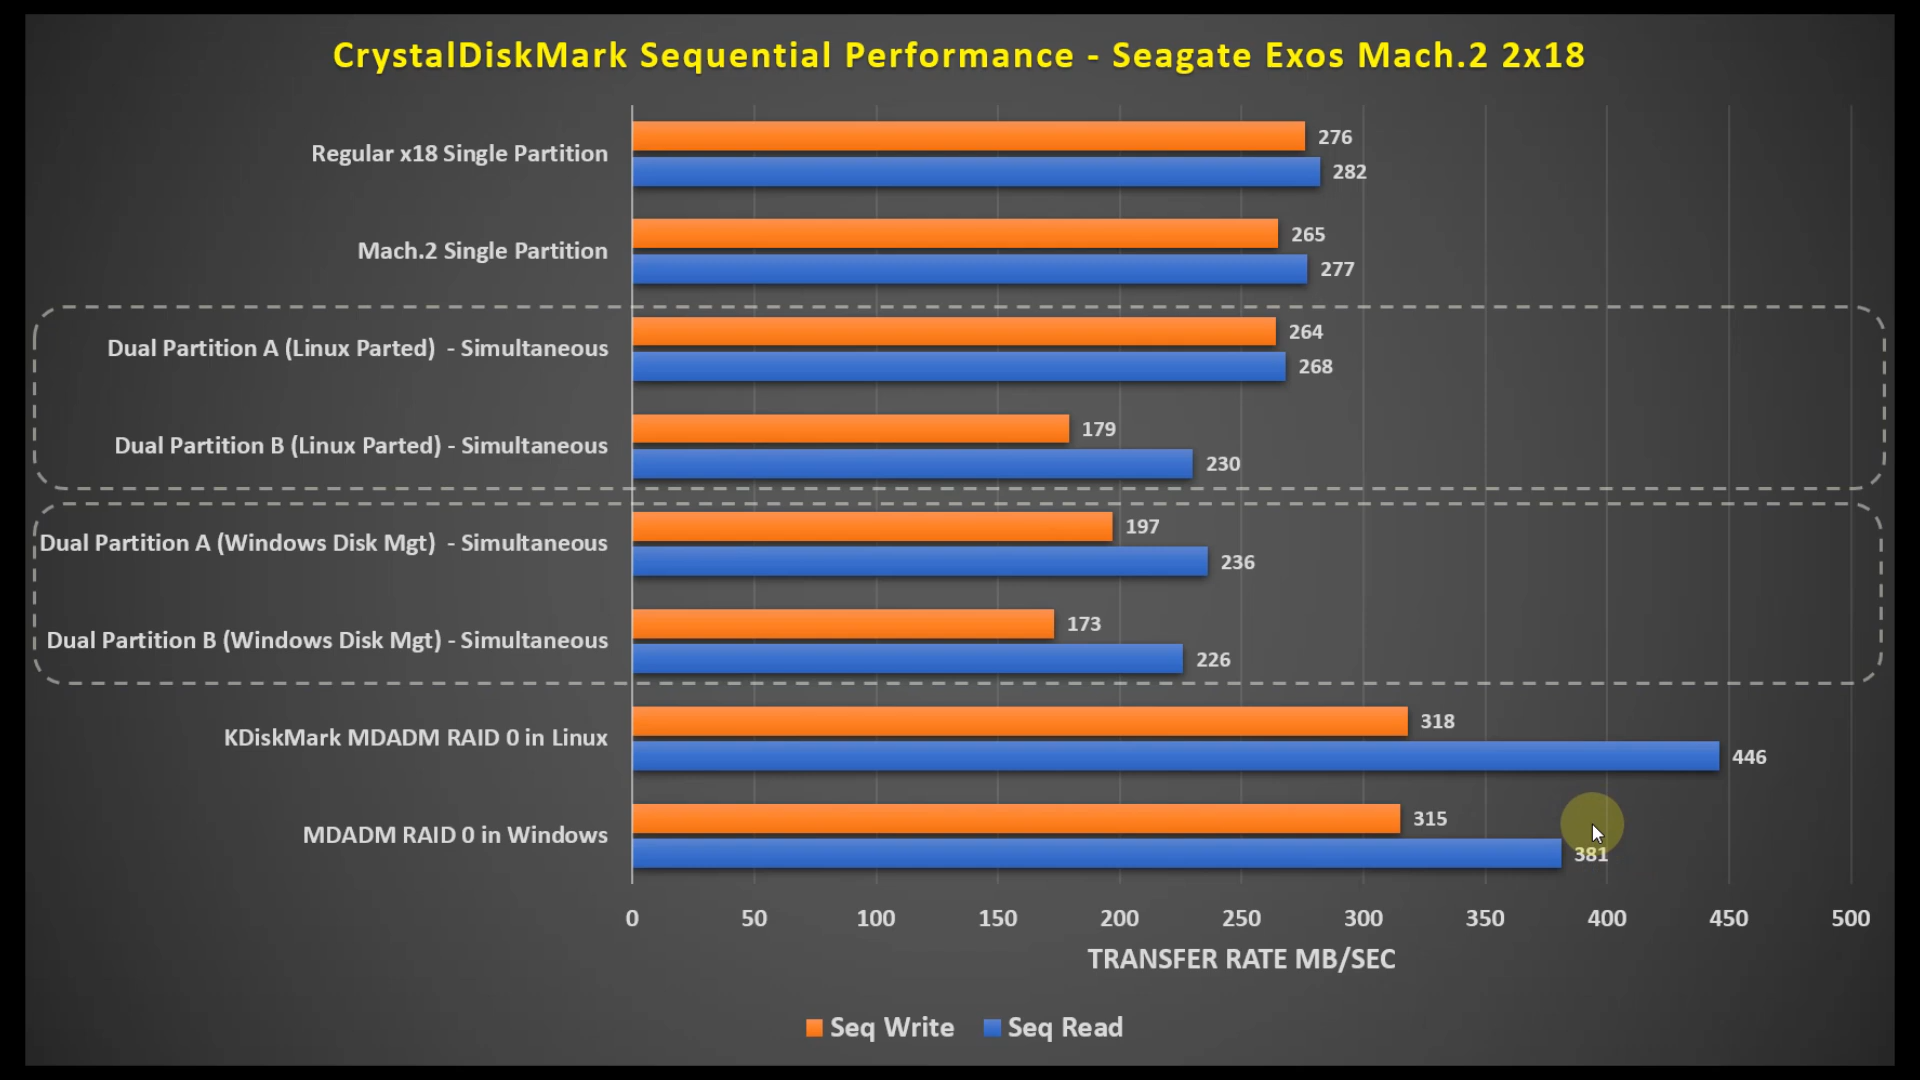 CrystalDiskMark Sequential Performance - Seagate Exos Mach.2 2x18
Regular x18 Single Partition
276
282
Mach.2 Single Partition
265
277
Dual Partition A (Linux Parted) - Simultaneous
264
268
Dual Partition B (Linux Parted) - Simultaneous
179
230
Dual Partition A (Windows Disk Mgt) - Simultaneous
197
236
Dual Partition B (Windows Disk Mgt) - Simultaneous
173
226
KDiskMark MDADM RAID 0 in Linux
318
446
MDADM RAID 0 in Windows
315
381
0 50 100 150 200 250 300 350 400 450 500
TRANSFER RATE MB/SEC
Seq Write Seq Read